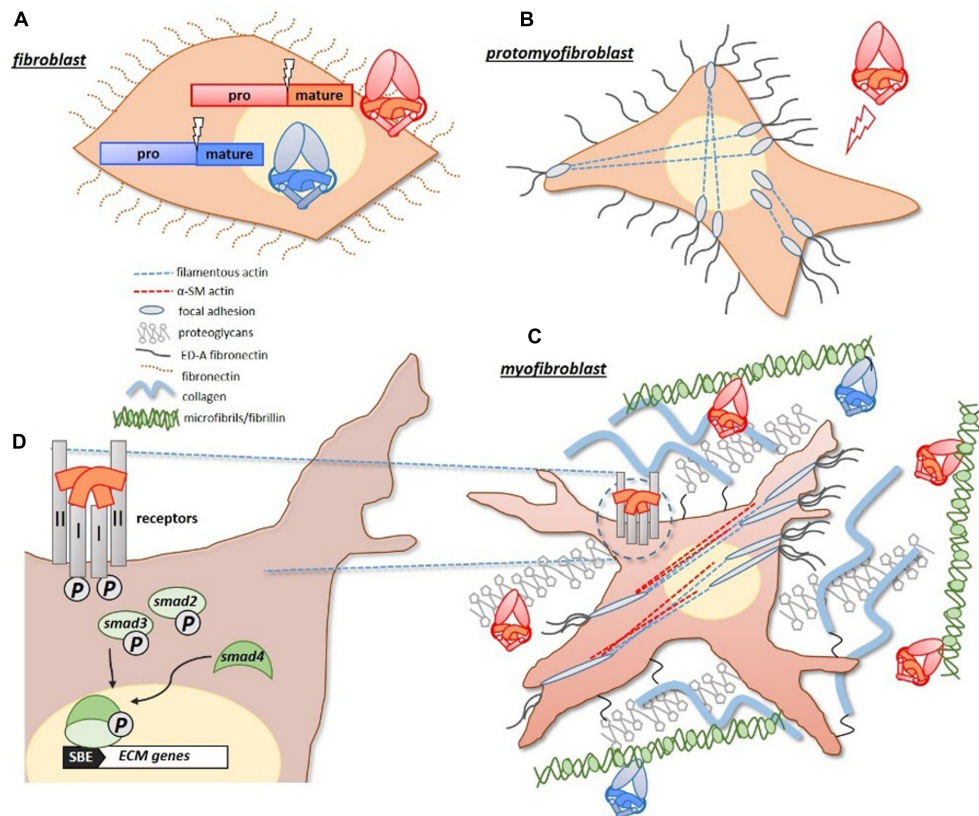 A
fibroblast
pro
mature
pro
mature
B
protomyofibroblast
filamentous actin
α-SM actin
focal adhesion
proteoglycans
ED-A fibronectin
fibronectin
collagen
microfibrils/fibrillin
C
myofibroblast
D
II
I
I
II
receptors
P
P
smad2
P
smad3
P
smad4
P
SBE
ECM genes